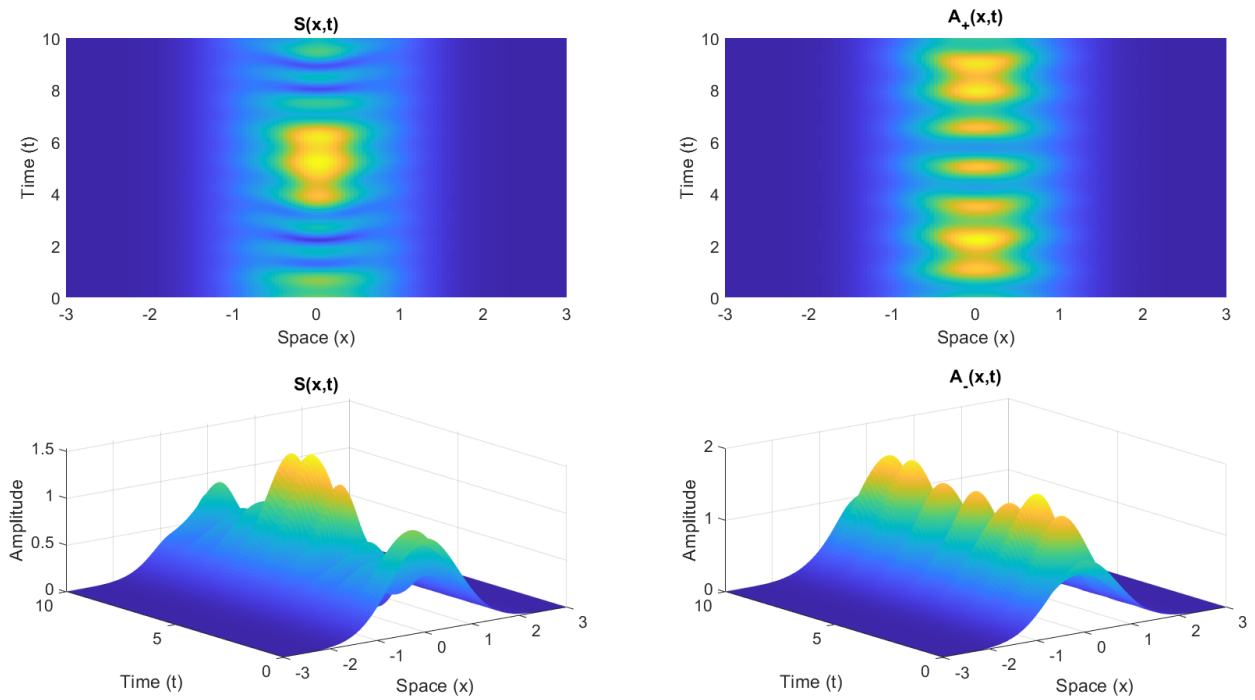 S(x,t)
10
8
6
4
2
0
Time (t)
-3 -2 -1 0 1 2 3
Space (x)
A+(x,t)
10
8
6
4
2
0
Time (t)
-3 -2 -1 0 1 2 3
Space (x)
S(x,t)
1.5
1
0.5
0
Amplitude
10
5
0
Time (t)
-3 -2 -1 0 1 2 3
Space (x)
A-(x,t)
2
1
0
Amplitude
10
5
0
Time (t)
-3 -2 -1 0 1 2 3
Space (x)